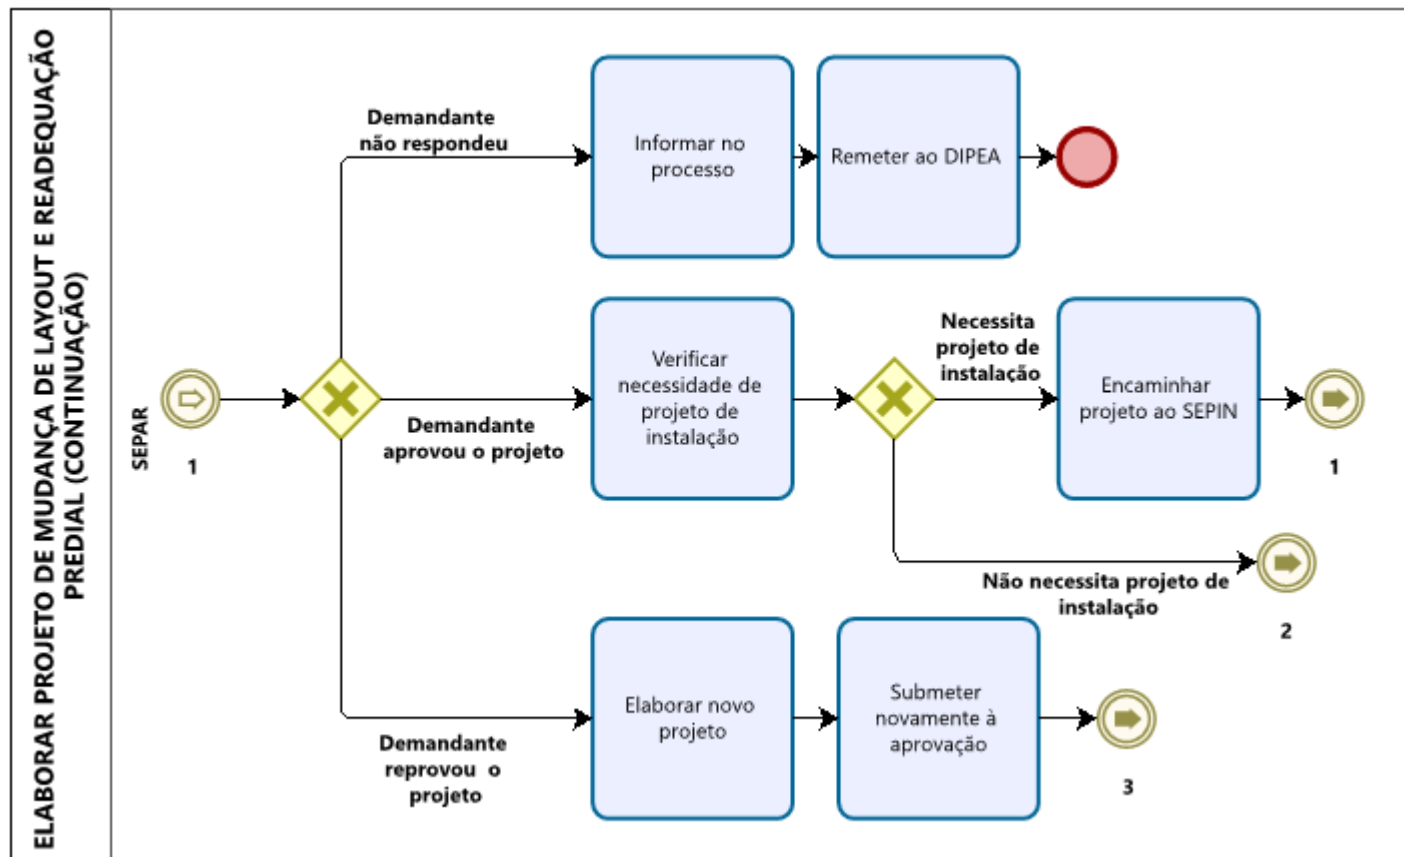 ELABORAR PROJETO DE MUDANÇA DE LAYOUT E READEQUAÇÃO
PREDIAL (CONTINUAÇÃO)
SEPAR
1
Demandante
não respondeu
Informar no
processo
Remeter ao DIPEA
Demandante
aprovou o projeto
Verificar
necessidade de
projeto de
instalação
Necessita
projeto de
instalação
Encaminhar
projeto ao SEPIN
1
Não necessita projeto de
instalação
2
Demandante
reprovou o
projeto
Elaborar novo
projeto
Submeter
novamente à
aprovação
3